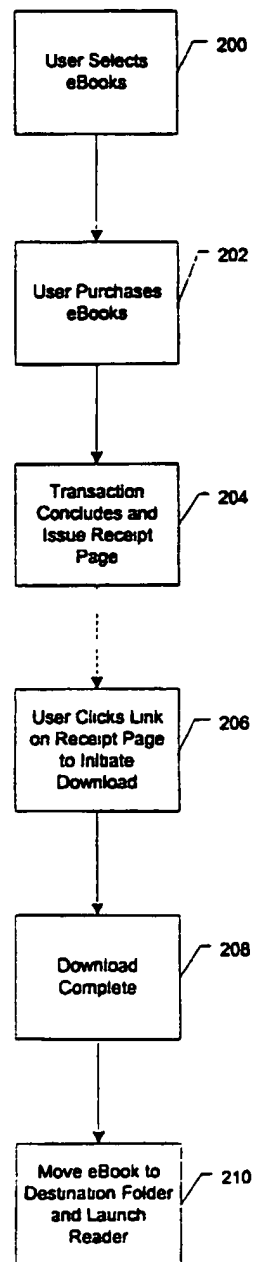 User Selects
eBooks
200
User Purchases
eBooks
202
Transaction
Concludes and
Issue Receipt
Page
204
User Clicks Link
on Receipt Page
to Initiate
Download
206
Download
Complete
208
Move eBook to
Destination Folder
and Launch
Reader
210